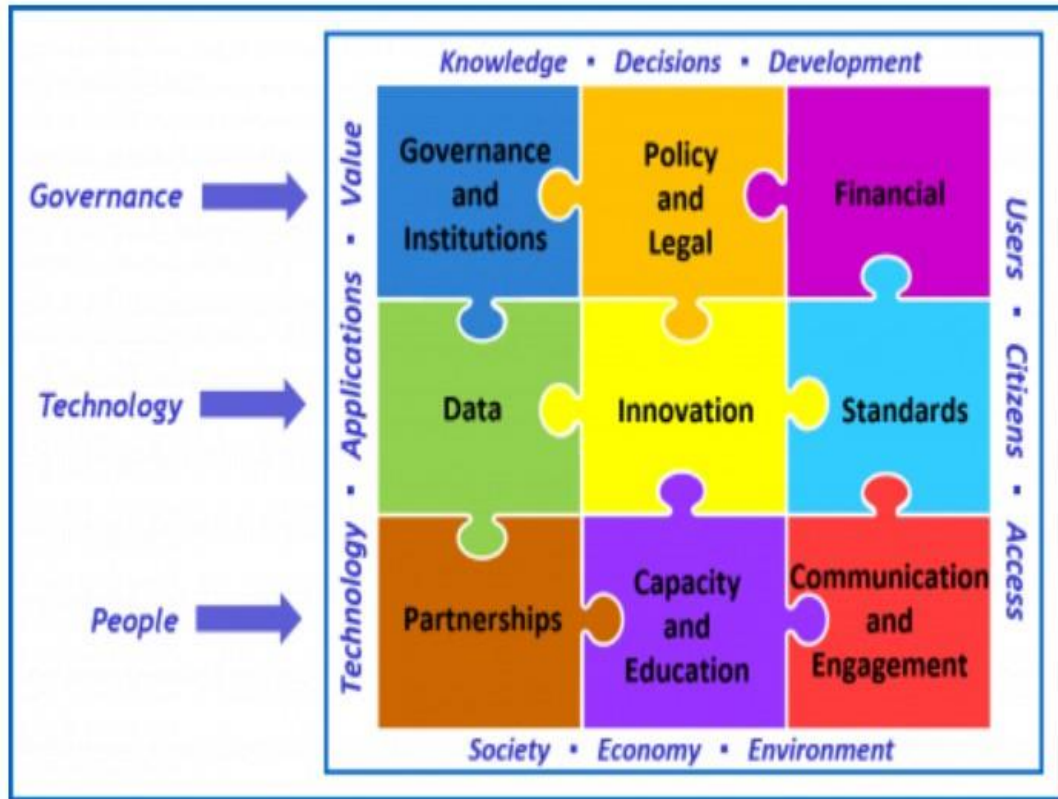 Knowledge ▪ Decisions ▪ Development
Governance
Technology
People
Technology ▪ Applications ▪ Value
Governance
and
Institutions
Policy
and
Legal
Financial
Data
Innovation
Standards
Partnerships
Capacity
and
Education
Communication
and
Engagement
Users ▪ Citizens ▪ Access
Society ▪ Economy ▪ Environment